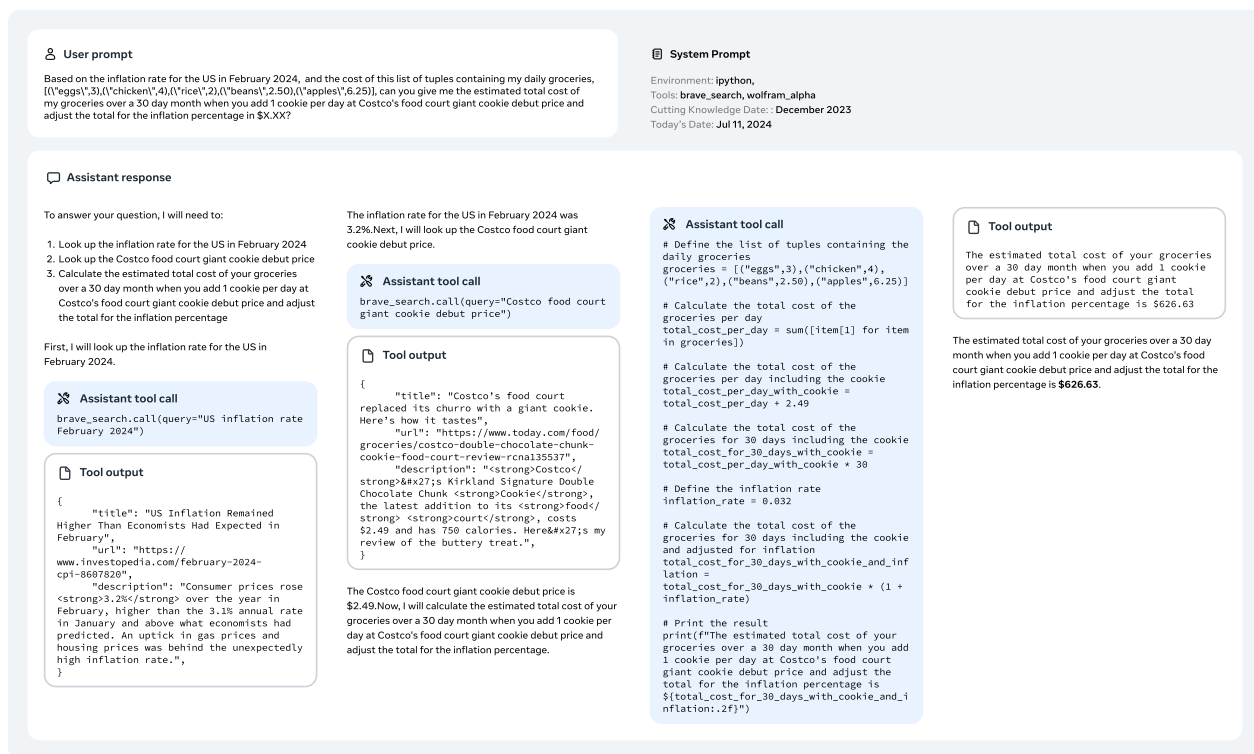 User prompt
Based on the inflation rate for the US in February 2024,  and the cost of this list of tuples containing my daily groceries,
[(\"eggs\",3),(\"chicken\",4),(\"rice\",2),(\"beans\",2.50),(\"apples\",6.25)], can you give me the estimated total cost of
my groceries over a 30 day month when you add 1 cookie per day at Costco's food court giant cookie debut price and
adjust the total for the inflation percentage in $X.XX?
System Prompt
Environment: ipython,
Tools: brave_search, wolfram_alpha
Cutting Knowledge Date: : December 2023
Today's Date: Jul 11, 2024
Assistant response
To answer your question, I will need to:
1. Look up the inflation rate for the US in February 2024
2. Look up the Costco food court giant cookie debut price
3. Calculate the estimated total cost of your groceries
over a 30 day month when you add 1 cookie per day at
Costco's food court giant cookie debut price and adjust
the total for the inflation percentage
First, I will look up the inflation rate for the US in
February 2024.
Assistant tool call
brave_search.call(query="US inflation rate
February 2024")
Tool output
{
"title": "US Inflation Remained
Higher Than Economists Had Expected in
February",
"url": "https://
www.investopedia.com/february-2024-
cpi-8607820",
"description": "Consumer prices rose
<strong>3.2%</strong> over the year in
February, higher than the 3.1% annual rate
in January and above what economists had
predicted. An uptick in gas prices and
housing prices was behind the unexpectedly
high inflation rate.",
}
The inflation rate for the US in February 2024 was
3.2%.Next, I will look up the Costco food court giant
cookie debut price.
Assistant tool call
brave_search.call(query="Costco food court
giant cookie debut price")
Tool output
{
"title": "Costco's food court
replaced its churro with a giant cookie.
Here's how it tastes",
"url": "https://www.today.com/food/
groceries/costco-double-chocolate-chunk-
cookie-food-court-review-rcna135537",
"description": "<strong>Costco</
strong>&#x27;s Kirkland Signature Double
Chocolate Chunk <strong>Cookie</strong>,
the latest addition to its <strong>food</
strong> <strong>court</strong>, costs
$2.49 and has 750 calories. Here&#x27;s my
review of the buttery treat.",
}
The Costco food court giant cookie debut price is
$2.49.Now, I will calculate the estimated total cost of your
groceries over a 30 day month when you add 1 cookie per
day at Costco's food court giant cookie debut price and
adjust the total for the inflation percentage.
Assistant tool call
# Define the list of tuples containing the
daily groceries
groceries = [("eggs",3),("chicken",4),
("rice",2),("beans",2.50),("apples",6.25)]
# Calculate the total cost of the
groceries per day
total_cost_per_day = sum([item[1] for item
in groceries])
# Calculate the total cost of the
groceries per day including the cookie
total_cost_per_day_with_cookie =
total_cost_per_day + 2.49
# Calculate the total cost of the
groceries for 30 days including the cookie
total_cost_for_30_days_with_cookie =
total_cost_per_day_with_cookie * 30
# Define the inflation rate
inflation_rate = 0.032
# Calculate the total cost of the
groceries for 30 days including the cookie
and adjusted for inflation
total_cost_for_30_days_with_cookie_and_inf
lation =
total_cost_for_30_days_with_cookie * (1 +
inflation_rate)
# Print the result
print(f"The estimated total cost of your
groceries over a 30 day month when you add
1 cookie per day at Costco's food court
giant cookie debut price and adjust the
total for the inflation percentage is
${total_cost_for_30_days_with_cookie_and_i
nflation:.2f}")
Tool output
The estimated total cost of your groceries
over a 30 day month when you add 1 cookie
per day at Costco's food court giant
cookie debut price and adjust the total
for the inflation percentage is $626.63
The estimated total cost of your groceries over a 30 day
month when you add 1 cookie per day at Costco's food
court giant cookie debut price and adjust the total for the
inflation percentage is $626.63.